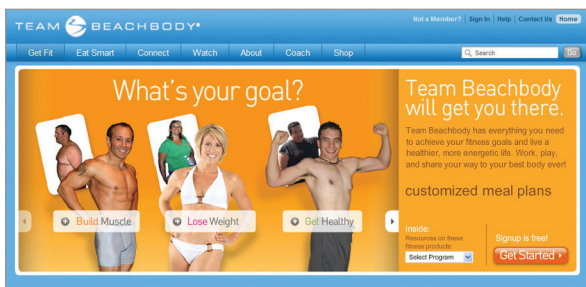 TEAM BEACHBODY®
Not a Member? | Sign In | Help | Contact Us | Home
Get Fit Eat Smart Connect Watch About Coach Shop Search Go
What's your goal?
Build Muscle
Lose Weight
Get Healthy
Team Beachbody
will get you there.
Team Beachbody has everything you need
to achieve your fitness goals and live a
healthier, more energetic life. Work, play,
and share your way to your best body ever!
customized meal plans
Inside:
Resources on these
fitness products:
Select Program
Signup is free!
Get Started